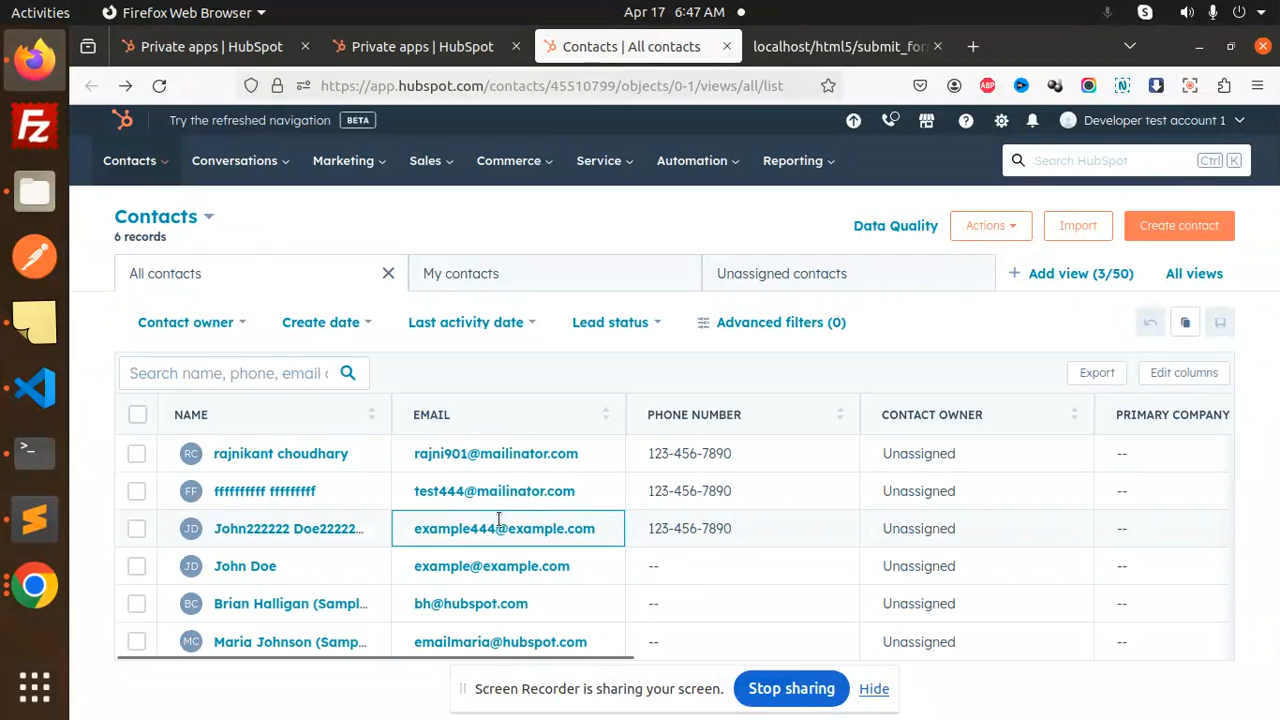 Activities Firefox Web Browser Apr 17 6:47 AM
Private apps | HubSpot Private apps | HubSpot Contacts | All contacts localhost/html5/submit_for
https://app.hubspot.com/contacts/45510799/objects/0-1/views/all/list ABP
Try the refreshed navigation BETA Developer test account 1
Contacts Conversations Marketing Sales Commerce Service Automation Reporting Search HubSpot Ctrl K
Contacts
6 records
Data Quality Actions Import Create contact
All contacts My contacts Unassigned contacts Add view (3/50) All views
Contact owner Create date Last activity date Lead status Advanced filters (0)
Search name, phone, email c Export Edit columns
NAME EMAIL PHONE NUMBER CONTACT OWNER PRIMARY COMPANY
RC rajnikant choudhary rajni901@mailinator.com 123-456-7890 Unassigned --
FF ffffffffff fffffffff test444@mailinator.com 123-456-7890 Unassigned --
JD John222222 Doe22222... example444@example.com 123-456-7890 Unassigned --
JD John Doe example@example.com -- Unassigned --
BC Brian Halligan (Sampl... bh@hubspot.com -- Unassigned --
MC Maria Johnson (Samp... emailmaria@hubspot.com -- Unassigned --
Screen Recorder is sharing your screen. Stop sharing Hide